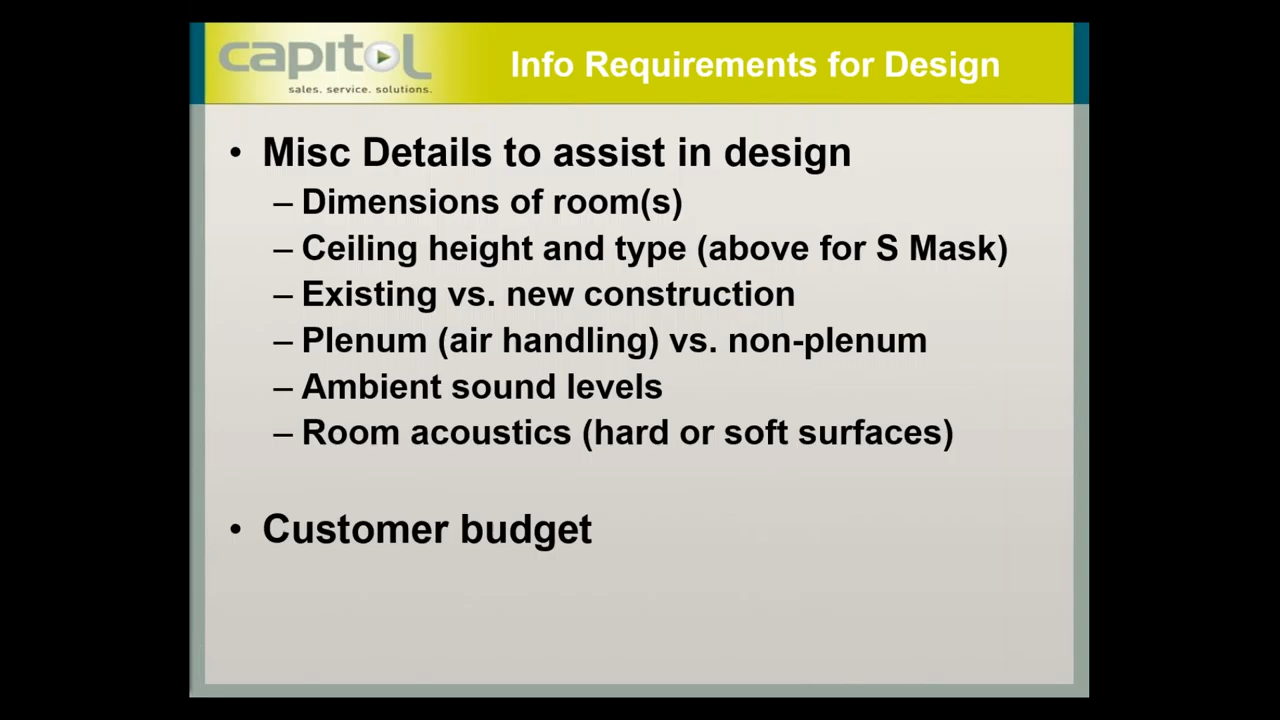 capitol
sales. service. solutions.
Info Requirements for Design
• Misc Details to assist in design
– Dimensions of room(s)
– Ceiling height and type (above for S Mask)
– Existing vs. new construction
– Plenum (air handling) vs. non-plenum
– Ambient sound levels
– Room acoustics (hard or soft surfaces)
• Customer budget